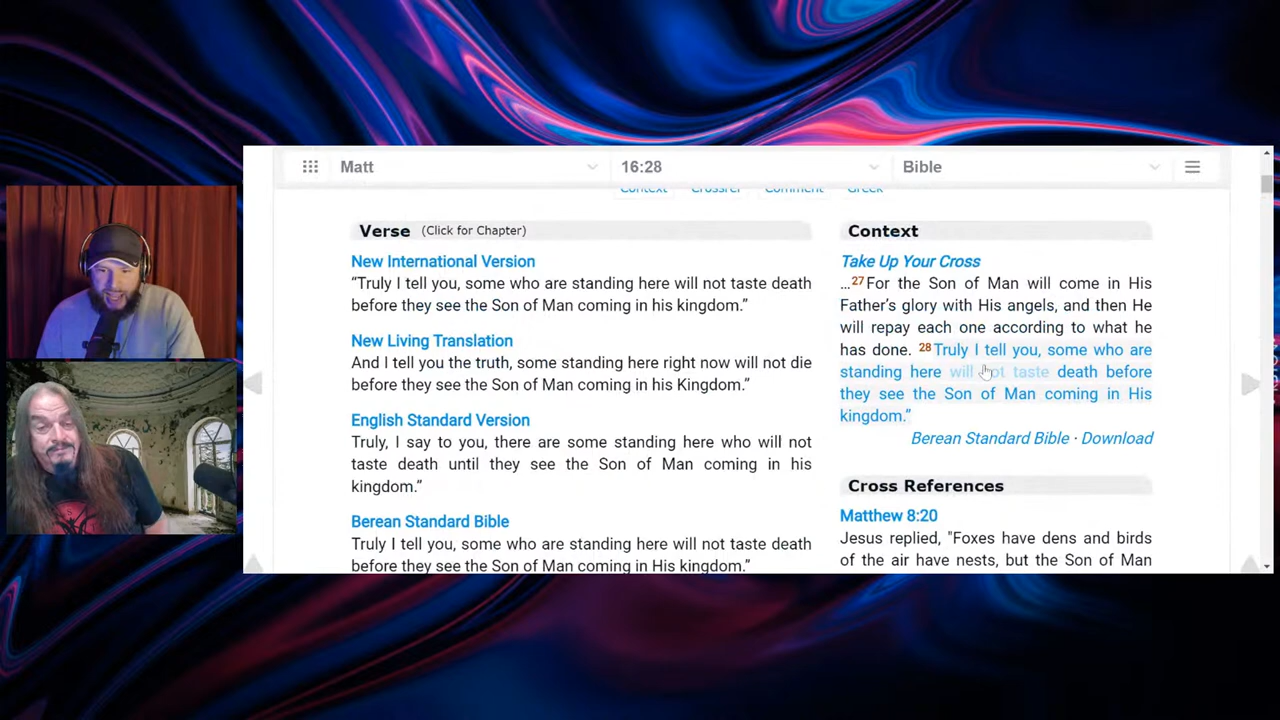 Matt 16:28 Bible
Context Crossref Comment Greek
Verse (Click for Chapter)
New International Version
“Truly I tell you, some who are standing here will not taste death
before they see the Son of Man coming in his kingdom.”
New Living Translation
And I tell you the truth, some standing here right now will not die
before they see the Son of Man coming in his Kingdom.”
English Standard Version
Truly, I say to you, there are some standing here who will not
taste death until they see the Son of Man coming in his
kingdom.”
Berean Standard Bible
Truly I tell you, some who are standing here will not taste death
before they see the Son of Man coming in His kingdom.”
Context
Take Up Your Cross
…27For the Son of Man will come in His
Father’s glory with His angels, and then He
will repay each one according to what he
has done. 28Truly I tell you, some who are
standing here will not taste death before
they see the Son of Man coming in His
kingdom.”
Berean Standard Bible · Download
Cross References
Matthew 8:20
Jesus replied, "Foxes have dens and birds
of the air have nests, but the Son of Man